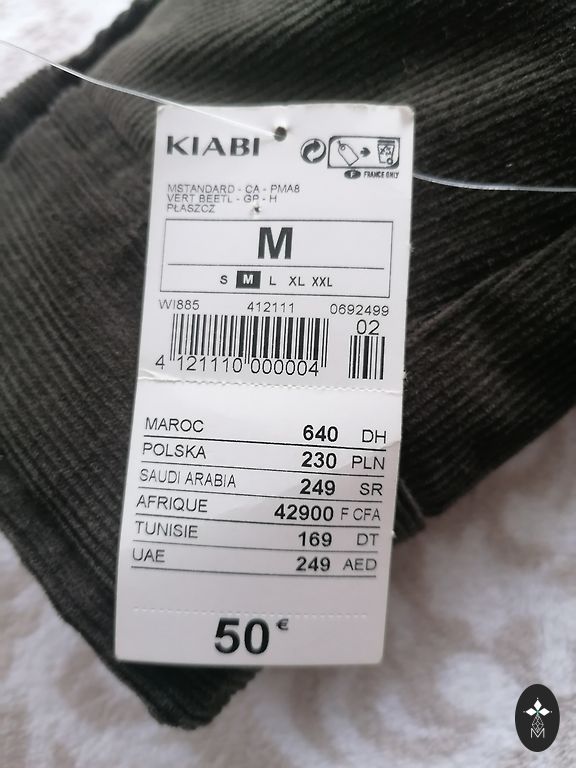 KIABI
FRANCE ONLY
MSTANDARD - CA - PMA8
VERT BEETL - GP - H
PŁASZCZ
M
S M L XL XXL
WI885 412111 0692499
02
4 121110 000004
MAROC 640 DH
POLSKA 230 PLN
SAUDI ARABIA 249 SR
AFRIQUE 42900 F CFA
TUNISIE 169 DT
UAE 249 AED
50 €
M